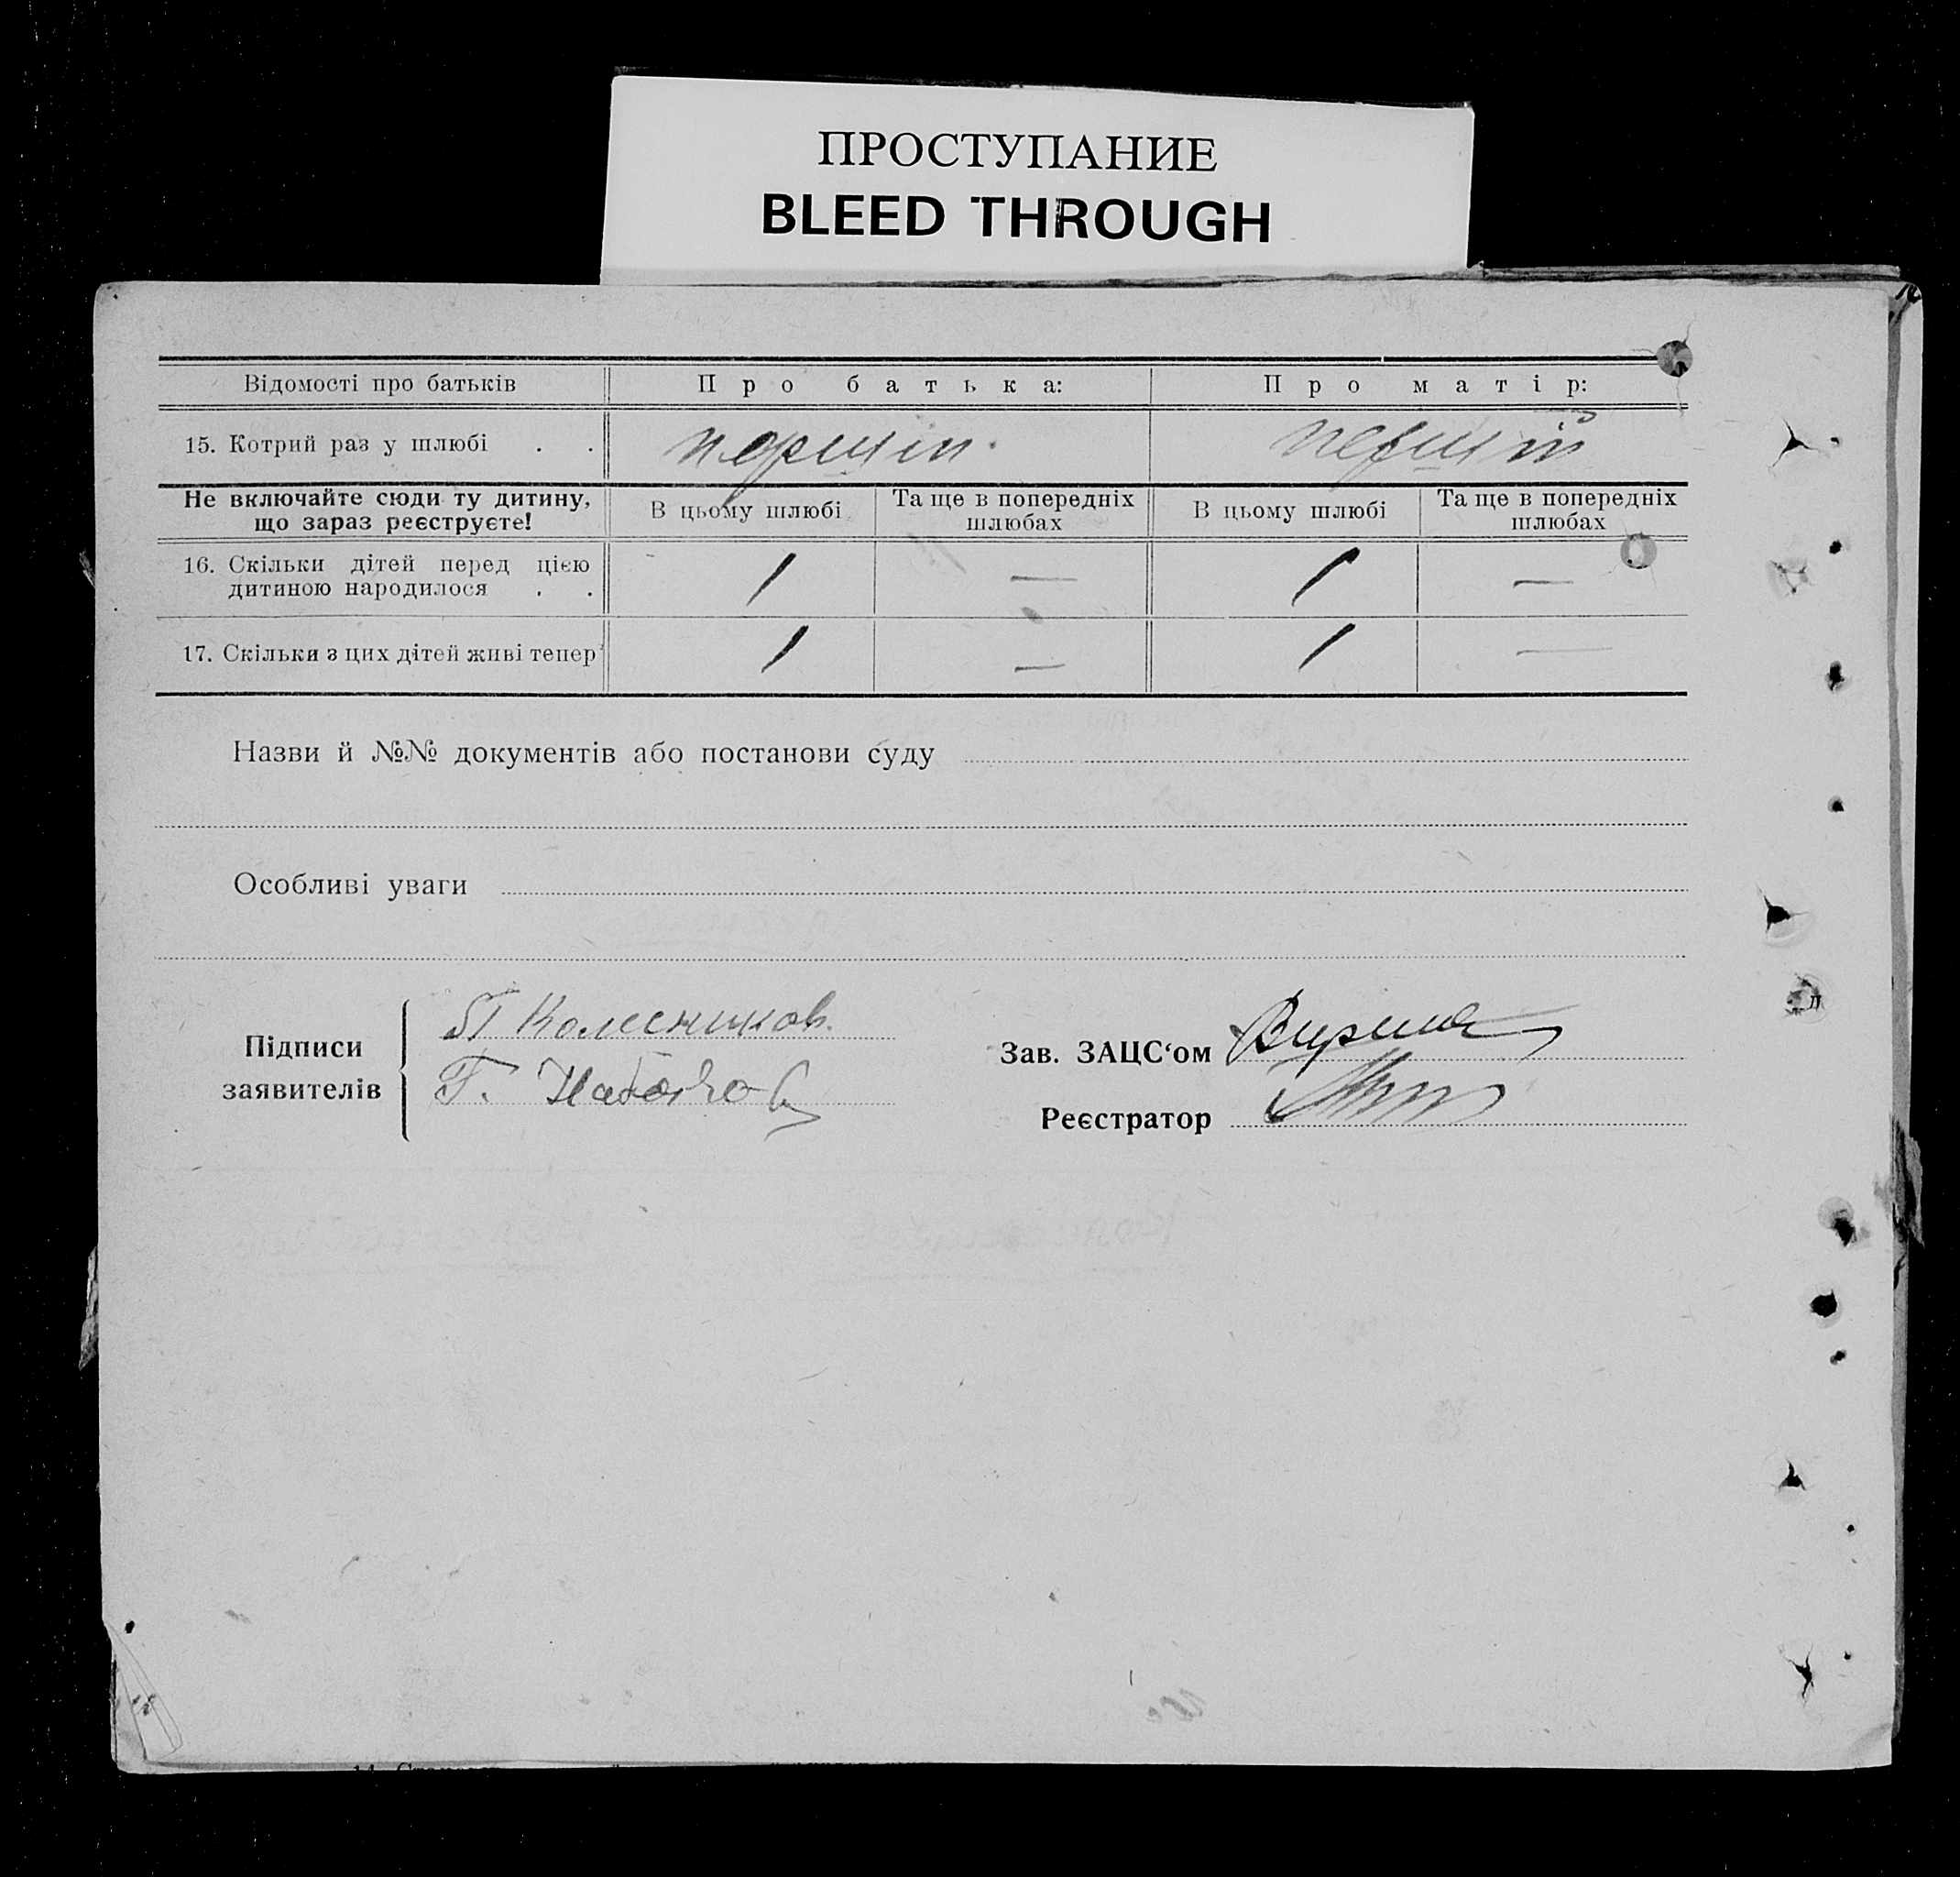 ПРОСТУПАНИЕ
BLEED THROUGH
Відомості про батьків Про батька: Про матір:
15. Котрий раз у шлюбі . . перший перший
Не включайте сюди ту дитину, що зараз реєструєте! В цьому шлюбі Та ще в попередніх шлюбах В цьому шлюбі Та ще в попередніх шлюбах
16. Скільки дітей перед цією дитиною народилося . . 1 — 1 —
17. Скільки з цих дітей живі тепер 1 — 1 —
Назви й №№ документів або постанови суду
Особливі уваги
Підписи заявителів
П Колесников.
Г.
Зав. ЗАЦС‘ом
Реєстратор